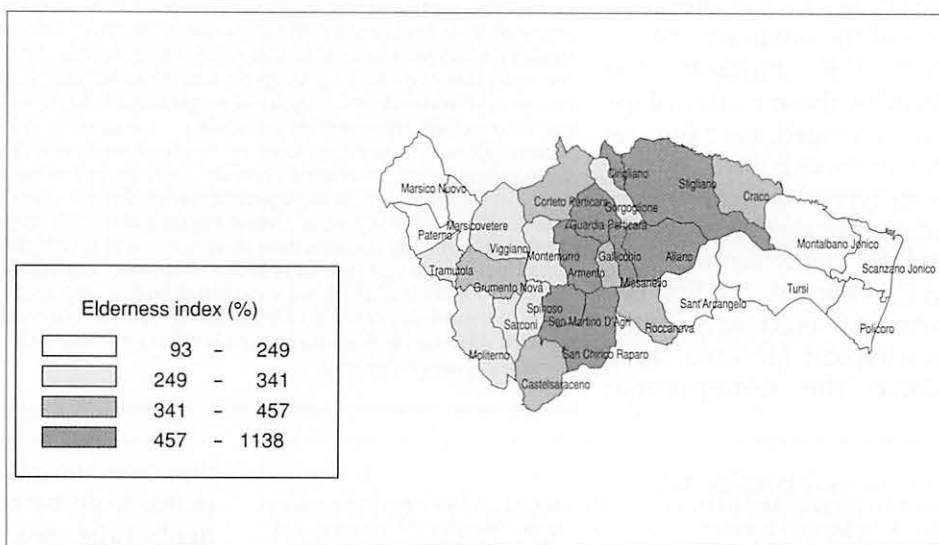 Marsico Nuovo
Paterno
Marsicovetere
Tramutola
Viggiano
Grumento Nova
Moliterno
Sarconi
Spinoso
Montemurro
Corleto Perticara
Guardia Perticara
Armento
San Martino D'Agri
San Chirico Raparo
Castelsaraceno
Cirigliano
Gorgoglione
Gallicchio
Missanello
Aliano
Stigliano
Craco
Roccanova
Sant'Arcangelo
Montalbano Jonico
Scanzano Jonico
Tursi
Policoro
Elderness index (%)
93 – 249
249 – 341
341 – 457
457 – 1138